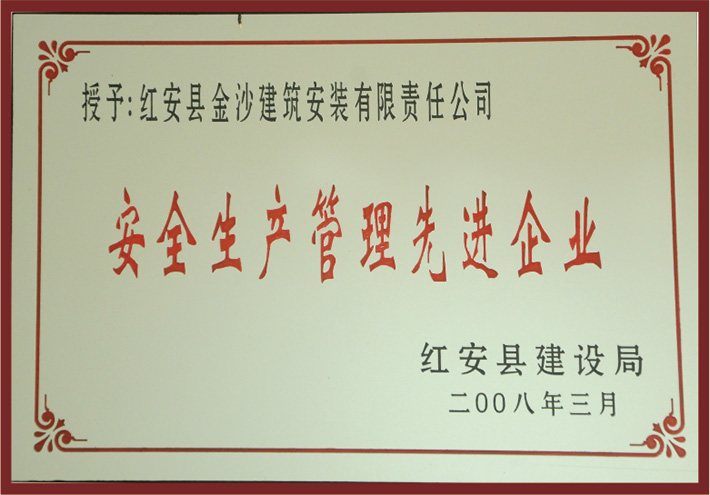 授予:红安县金沙建筑安装有限责任公司
安全生产管理先进企业
红安县建设局
二00八年三月